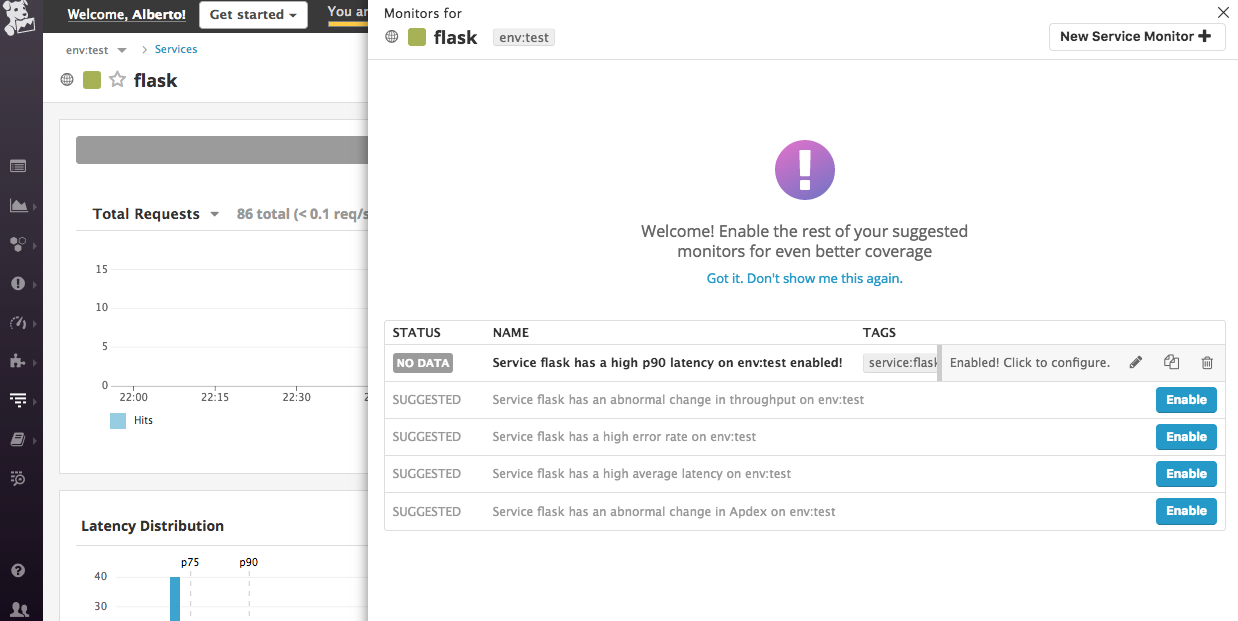 Welcome, Alberto!
Get started
You ar
env:test
Services
flask
Total Requests
86 total (< 0.1 req/s
15
10
5
0
22:00
22:15
22:30
Hits
Latency Distribution
p75
p90
40
30
Monitors for
flask
env:test
New Service Monitor
Welcome! Enable the rest of your suggested
monitors for even better coverage
Got it. Don't show me this again.
STATUS NAME TAGS
NO DATA Service flask has a high p90 latency on env:test enabled! service:flask Enabled! Click to configure.
SUGGESTED Service flask has an abnormal change in throughput on env:test Enable
SUGGESTED Service flask has a high error rate on env:test Enable
SUGGESTED Service flask has a high average latency on env:test Enable
SUGGESTED Service flask has an abnormal change in Apdex on env:test Enable